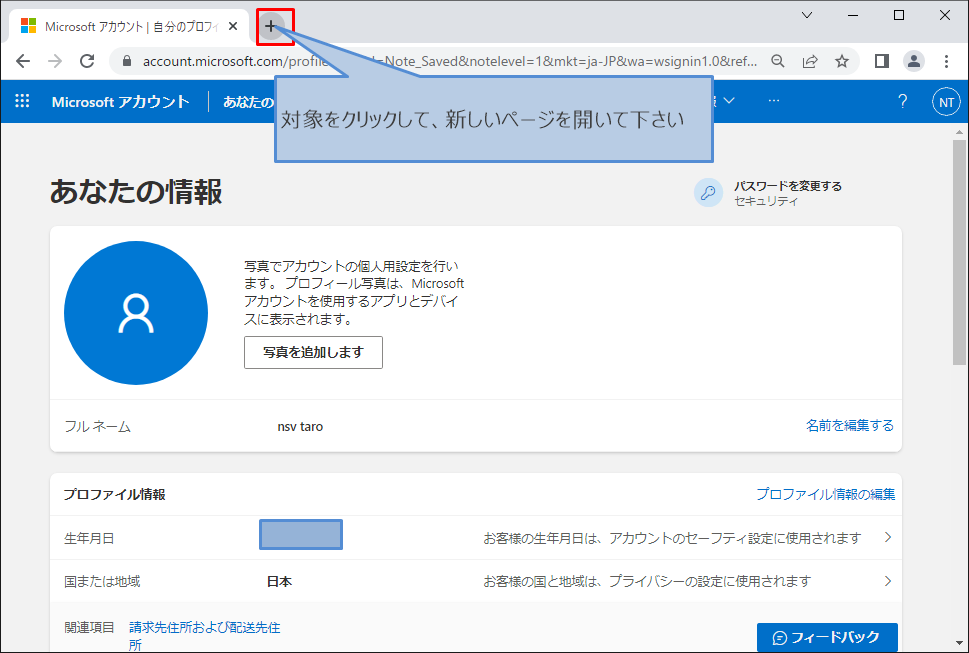 Microsoft アカウント | 自分のプロフィ
account.microsoft.com/profile
=Note_Saved&notelevel=1&mkt=ja-JP&wa=wsignin1.0&ref...
Microsoft アカウント
あなたの
?
NT
対象をクリックして、新しいページを開いて下さい
あなたの情報
パスワードを変更する
セキュリティ
写真でアカウントの個人用設定を行い
ます。 プロフィール写真は、Microsoft
アカウントを使用するアプリとデバイ
スに表示されます。
写真を追加します
フル ネーム
nsv taro
名前を編集する
プロファイル情報
プロファイル情報の編集
生年月日
お客様の生年月日は、アカウントのセーフティ設定に使用されます
国または地域
日本
お客様の国と地域は、プライバシーの設定に使用されます
関連項目
請求先住所および配送先住
所
フィードバック